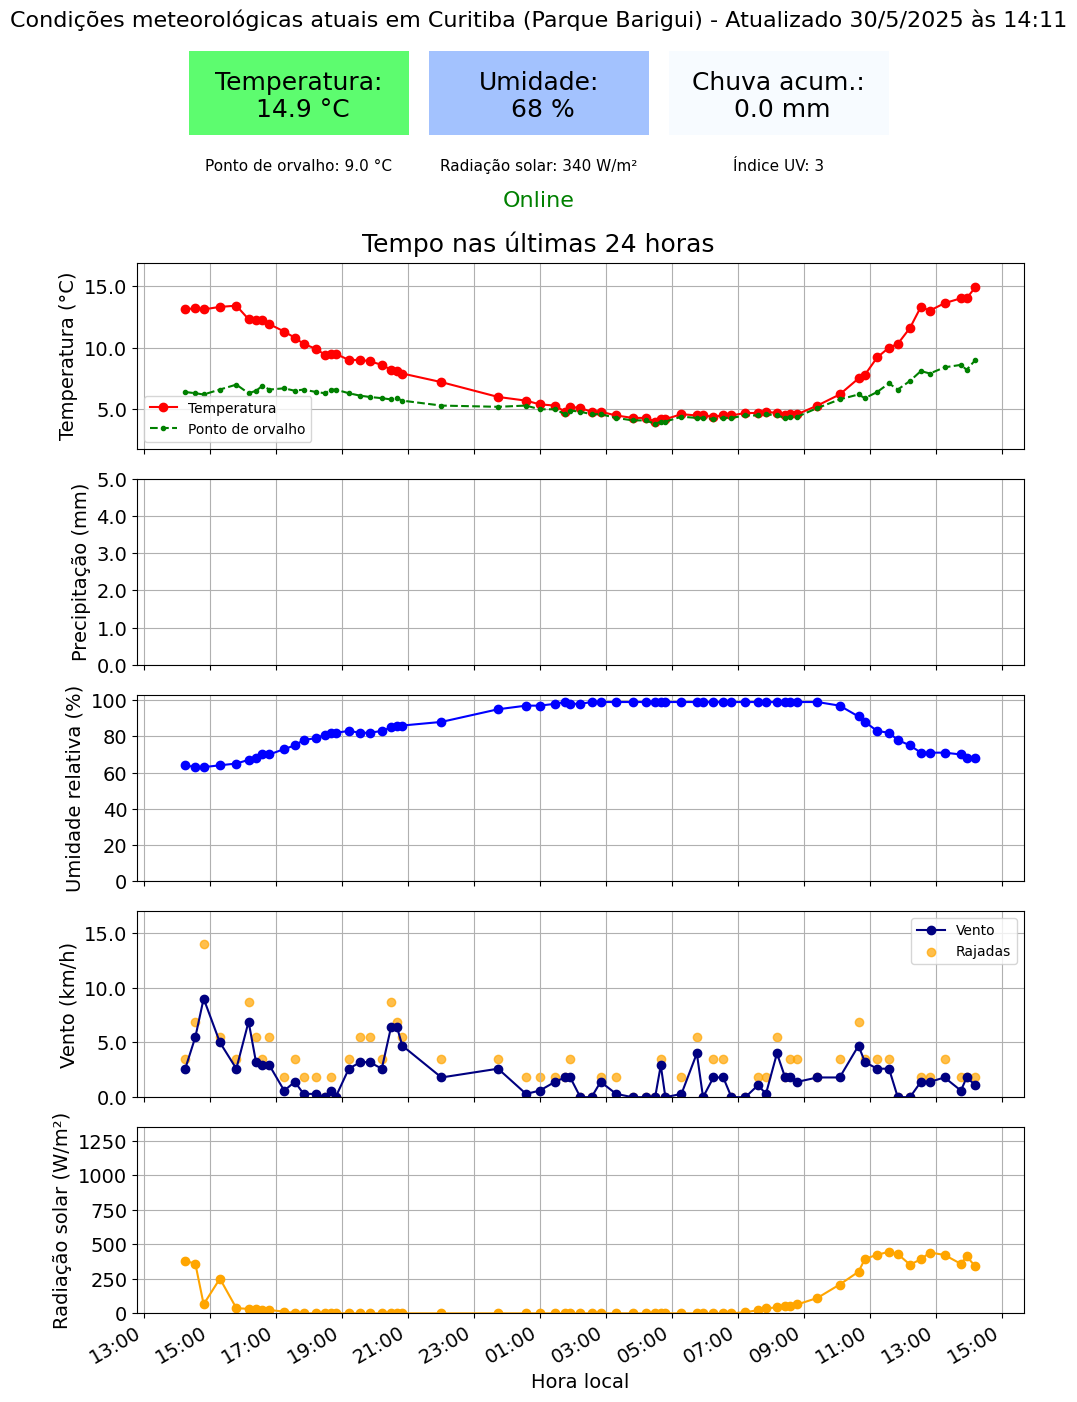 Condições meteorológicas atuais em Curitiba (Parque Barigui) - Atualizado 30/5/2025 às 14:11
Temperatura:
14.9 °C
Umidade:
68 %
Chuva acum.:
0.0 mm
Ponto de orvalho: 9.0 °C
Radiação solar: 340 W/m²
Índice UV: 3
Online
Tempo nas últimas 24 horas
Temperatura (°C)
15.0
10.0
5.0
Temperatura
Ponto de orvalho
Precipitação (mm)
5.0
4.0
3.0
2.0
1.0
0.0
Umidade relativa (%)
100
80
60
40
20
0
Vento (km/h)
15.0
10.0
5.0
0.0
Vento
Rajadas
Radiação solar (W/m²)
1250
1000
750
500
250
0
13:00
15:00
17:00
19:00
21:00
23:00
01:00
03:00
05:00
07:00
09:00
11:00
13:00
15:00
Hora local